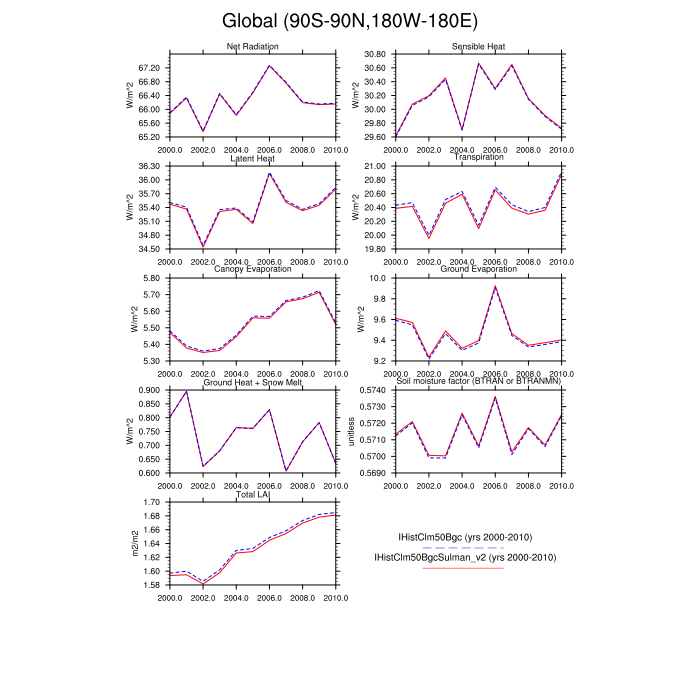 Global (90S-90N,180W-180E)
Net Radiation
W/m^2
67.20
66.80
66.40
66.00
65.60
65.20
2000.0 2002.0 2004.0 2006.0 2008.0 2010.0
Sensible Heat
W/m^2
30.80
30.60
30.40
30.20
30.00
29.80
29.60
2000.0 2002.0 2004.0 2006.0 2008.0 2010.0
Latent Heat
W/m^2
36.30
36.00
35.70
35.40
35.10
34.80
34.50
2000.0 2002.0 2004.0 2006.0 2008.0 2010.0
Transpiration
W/m^2
21.00
20.80
20.60
20.40
20.20
20.00
19.80
2000.0 2002.0 2004.0 2006.0 2008.0 2010.0
Canopy Evaporation
W/m^2
5.80
5.70
5.60
5.50
5.40
5.30
2000.0 2002.0 2004.0 2006.0 2008.0 2010.0
Ground Evaporation
W/m^2
10.0
9.8
9.6
9.4
9.2
2000.0 2002.0 2004.0 2006.0 2008.0 2010.0
Ground Heat + Snow Melt
W/m^2
0.900
0.850
0.800
0.750
0.700
0.650
0.600
2000.0 2002.0 2004.0 2006.0 2008.0 2010.0
Soil moisture factor (BTRAN or BTRANMN)
unitless
0.5740
0.5730
0.5720
0.5710
0.5700
0.5690
2000.0 2002.0 2004.0 2006.0 2008.0 2010.0
Total LAI
m2/m2
1.70
1.68
1.66
1.64
1.62
1.60
1.58
2000.0 2002.0 2004.0 2006.0 2008.0 2010.0
IHistClm50Bgc (yrs 2000-2010)
IHistClm50BgcSulman_v2 (yrs 2000-2010)